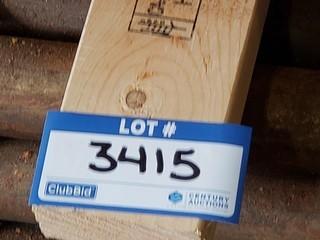 LOT #
3415
ClubBid
CENTURY
AUCTIONS